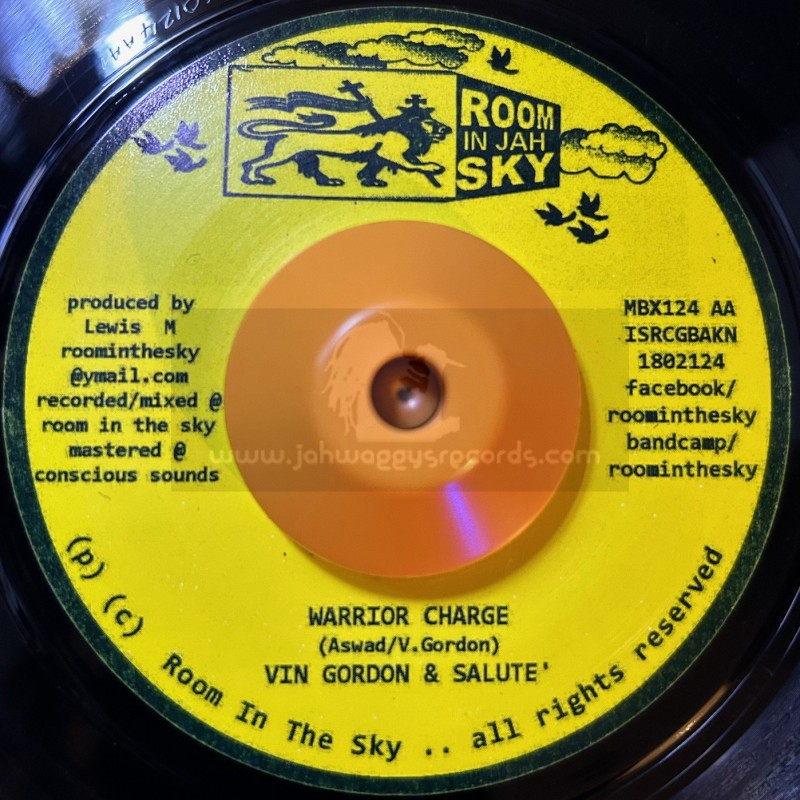 0124 AA
ROOM
IN JAH
SKY
produced by
Lewis M
roominthesky
@ymail.com
recorded/mixed @
room in the sky
mastered @
conscious sounds
MBX124 AA
ISRCGBAKN
1802124
facebook/
roominthesky
bandcamp/
roominthesky
www.jahwaggysrecords.com
WARRIOR CHARGE
(Aswad/V.Gordon)
VIN GORDON & SALUTE'
(p) (c) Room In The Sky .. all rights reserved